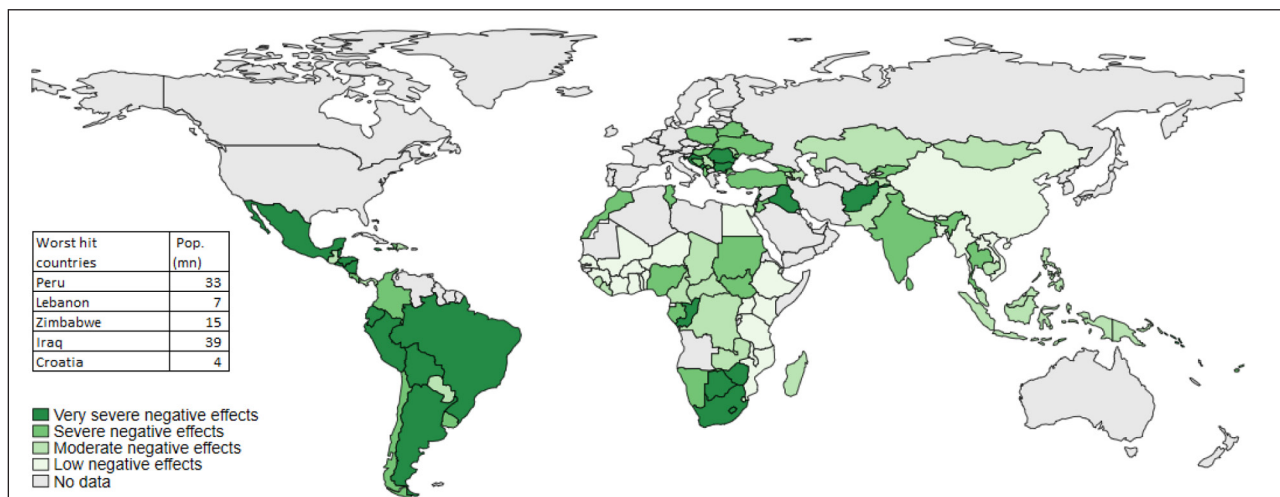 Worst hit countries Pop. (mn)
Peru 33
Lebanon 7
Zimbabwe 15
Iraq 39
Croatia 4
Very severe negative effects
Severe negative effects
Moderate negative effects
Low negative effects
No data